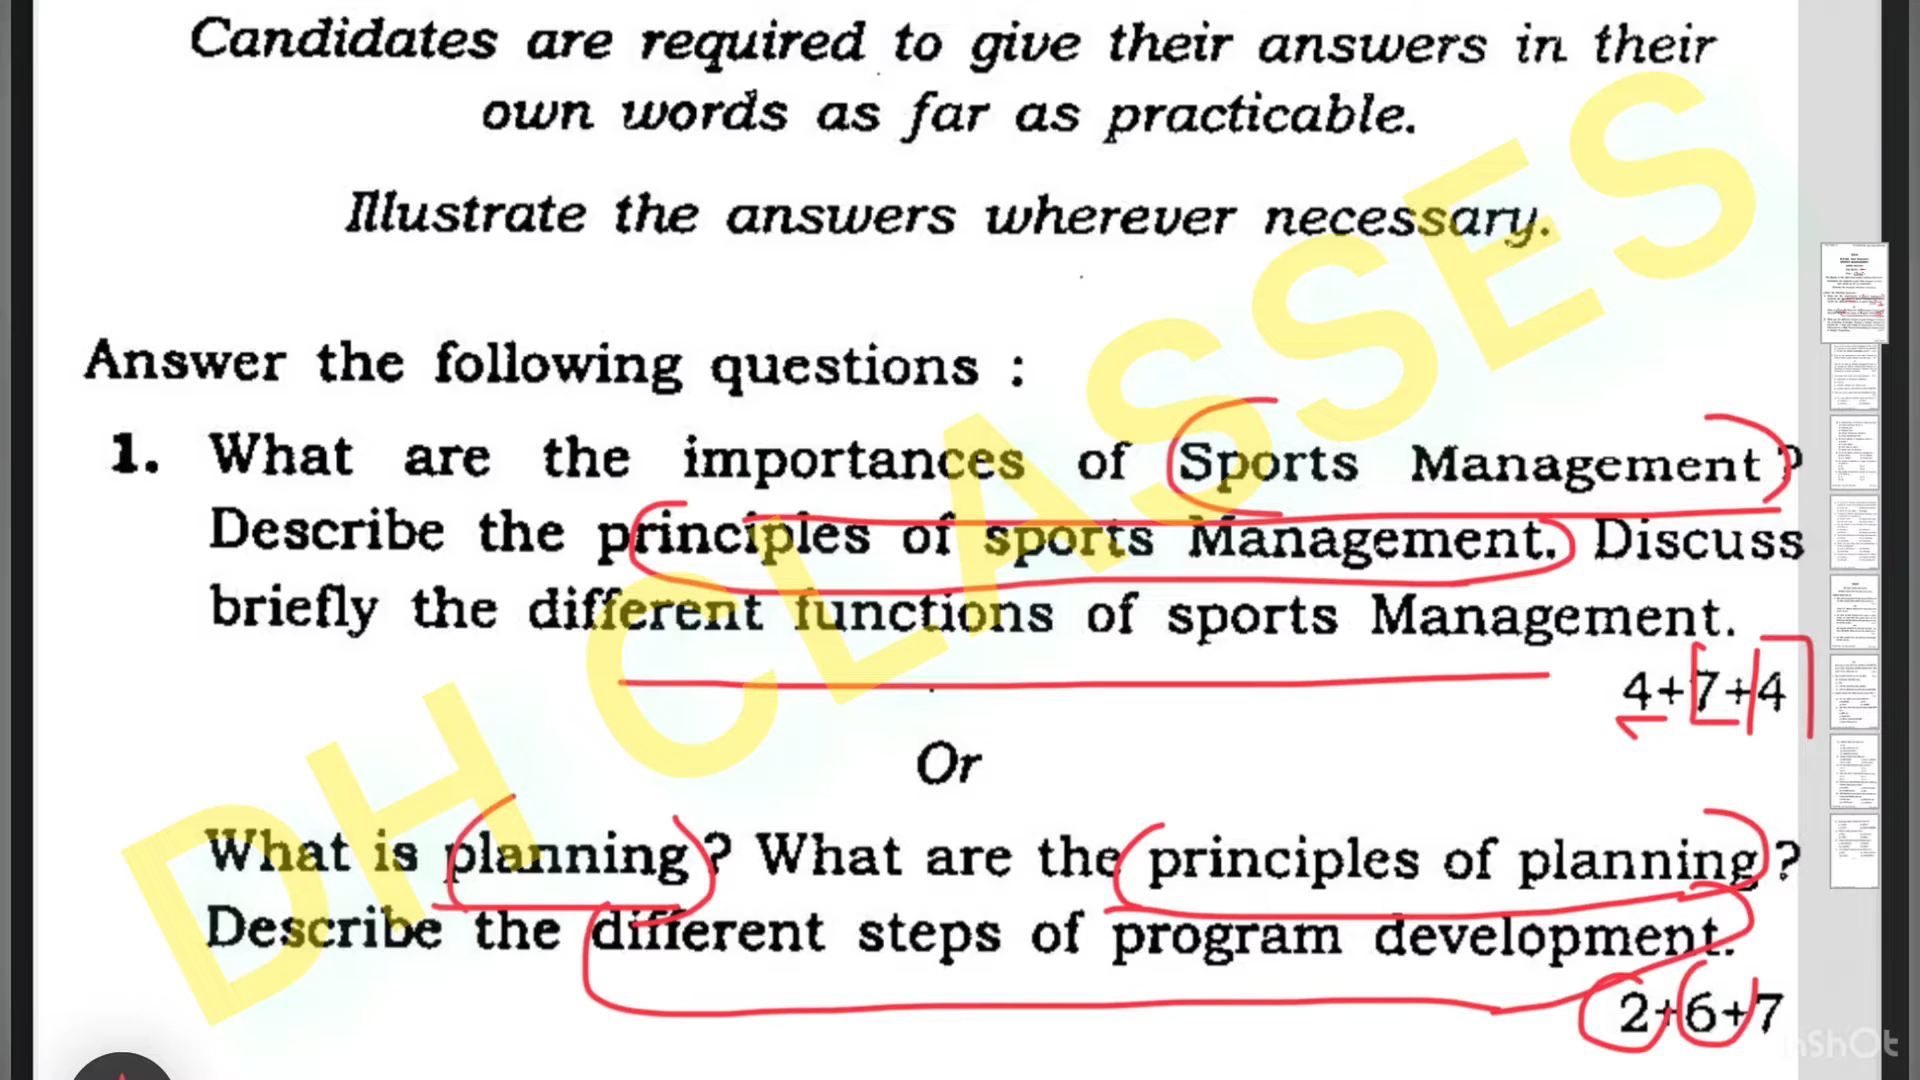 Candidates are required to give their answers in their
own words as far as practicable.
Illustrate the answers wherever necessary.
Answer the following questions :
1. What are the importances of Sports Management?
Describe the principles of sports Management. Discuss
briefly the different functions of sports Management.
4+7+4
Or
What is planning? What are the principles of planning?
Describe the different steps of program development.
2+6+7
DH CLASSES